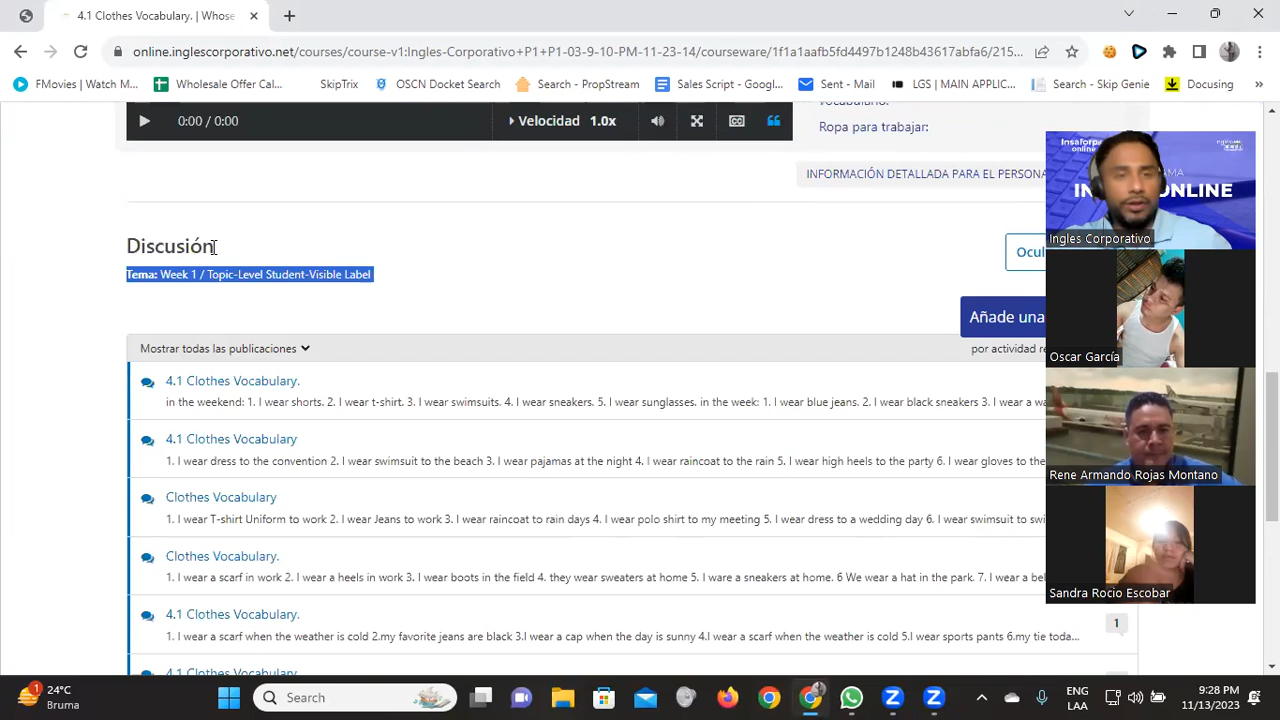 4.1 Clothes Vocabulary. | Whose
online.inglescorporativo.net/courses/course-v1:Ingles-Corporativo+P1+P1-03-9-10-PM-11-23-14/courseware/1f1a1aafb5fd4497b1248b43617abfa6/215...
FMovies | Watch M...
Wholesale Offer Cal...
SkipTrix
OSCN Docket Search
Search - PropStream
Sales Script - Googl...
Sent - Mail
LGS | MAIN APPLIC...
Search - Skip Genie
Docusing
»
0:00 / 0:00
Velocidad 1.0x
vocabulario:
Ropa para trabajar:
INFORMACIÓN DETALLADA PARA EL PERSONA
Discusión
Tema: Week 1 / Topic-Level Student-Visible Label
Ocul
Añade una
Mostrar todas las publicaciones
por actividad re
4.1 Clothes Vocabulary.
in the weekend: 1. I wear shorts. 2. I wear t-shirt. 3. I wear swimsuits. 4. I wear sneakers. 5. I wear sunglasses. in the week: 1. I wear blue jeans. 2. I wear black sneakers 3. I wear a wa
4.1 Clothes Vocabulary
1. I wear dress to the convention 2. I wear swimsuit to the beach 3. I wear pajamas at the night 4. I wear raincoat to the rain 5. I wear high heels to the party 6. I wear gloves to the
Clothes Vocabulary
1. I wear T-shirt Uniform to work 2. I wear Jeans to work 3. I wear raincoat to rain days 4. I wear polo shirt to my meeting 5. I wear dress to a wedding day 6. I wear swimsuit to swi
Clothes Vocabulary.
1. I wear a scarf in work 2. I wear a heels in work 3. I wear boots in the field 4. they wear sweaters at home 5. I ware a sneakers at home. 6 We wear a hat in the park. 7. I wear a bel
4.1 Clothes Vocabulary.
1. I wear a scarf when the weather is cold 2.my favorite jeans are black 3.I wear a cap when the day is sunny 4.I wear a scarf when the weather is cold 5.I wear sports pants 6.my tie toda...
1
4.1 Clothes Vocabulary.
Insaforp
online
IN
ONLINE
Ingles Corporativo
Oscar García
Rene Armando Rojas Montano
Sandra Rocio Escobar
1
24°C
Bruma
Search
ENG
LAA
9:28 PM
11/13/2023